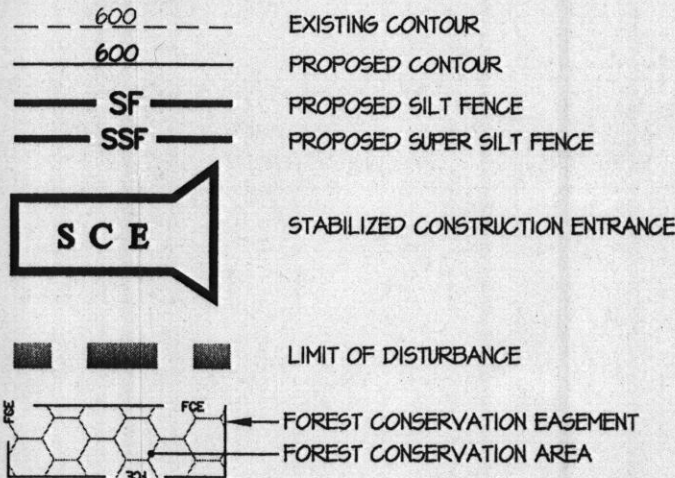 600 EXISTING CONTOUR
600 PROPOSED CONTOUR
SF PROPOSED SILT FENCE
SSF PROPOSED SUPER SILT FENCE
SCE STABILIZED CONSTRUCTION ENTRANCE
LIMIT OF DISTURBANCE
FCE FCE FOREST CONSERVATION EASEMENT
FOREST CONSERVATION AREA
FCE